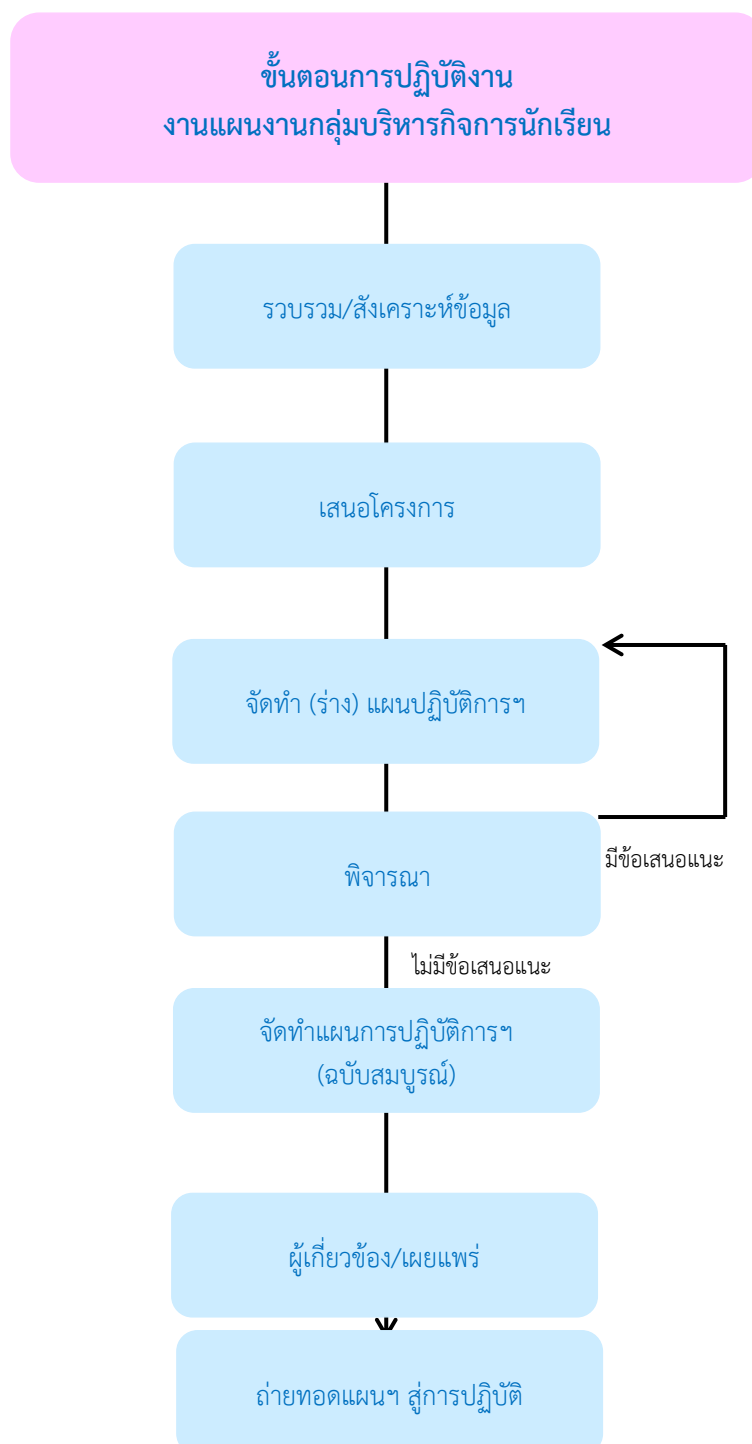 ขั้นตอนการปฏิบัติงาน
งานแผนงานกลุ่มบริหารกิจการนักเรียน
รวบรวม/สังเคราะห์ข้อมูล
เสนอโครงการ
จัดทำ (ร่าง) แผนปฏิบัติการฯ
พิจารณา
มีข้อเสนอแนะ
ไม่มีข้อเสนอแนะ
จัดทำแผนการปฏิบัติการฯ
(ฉบับสมบูรณ์)
ผู้เกี่ยวข้อง/เผยแพร่
ถ่ายทอดแผนฯ สู่การปฏิบัติ